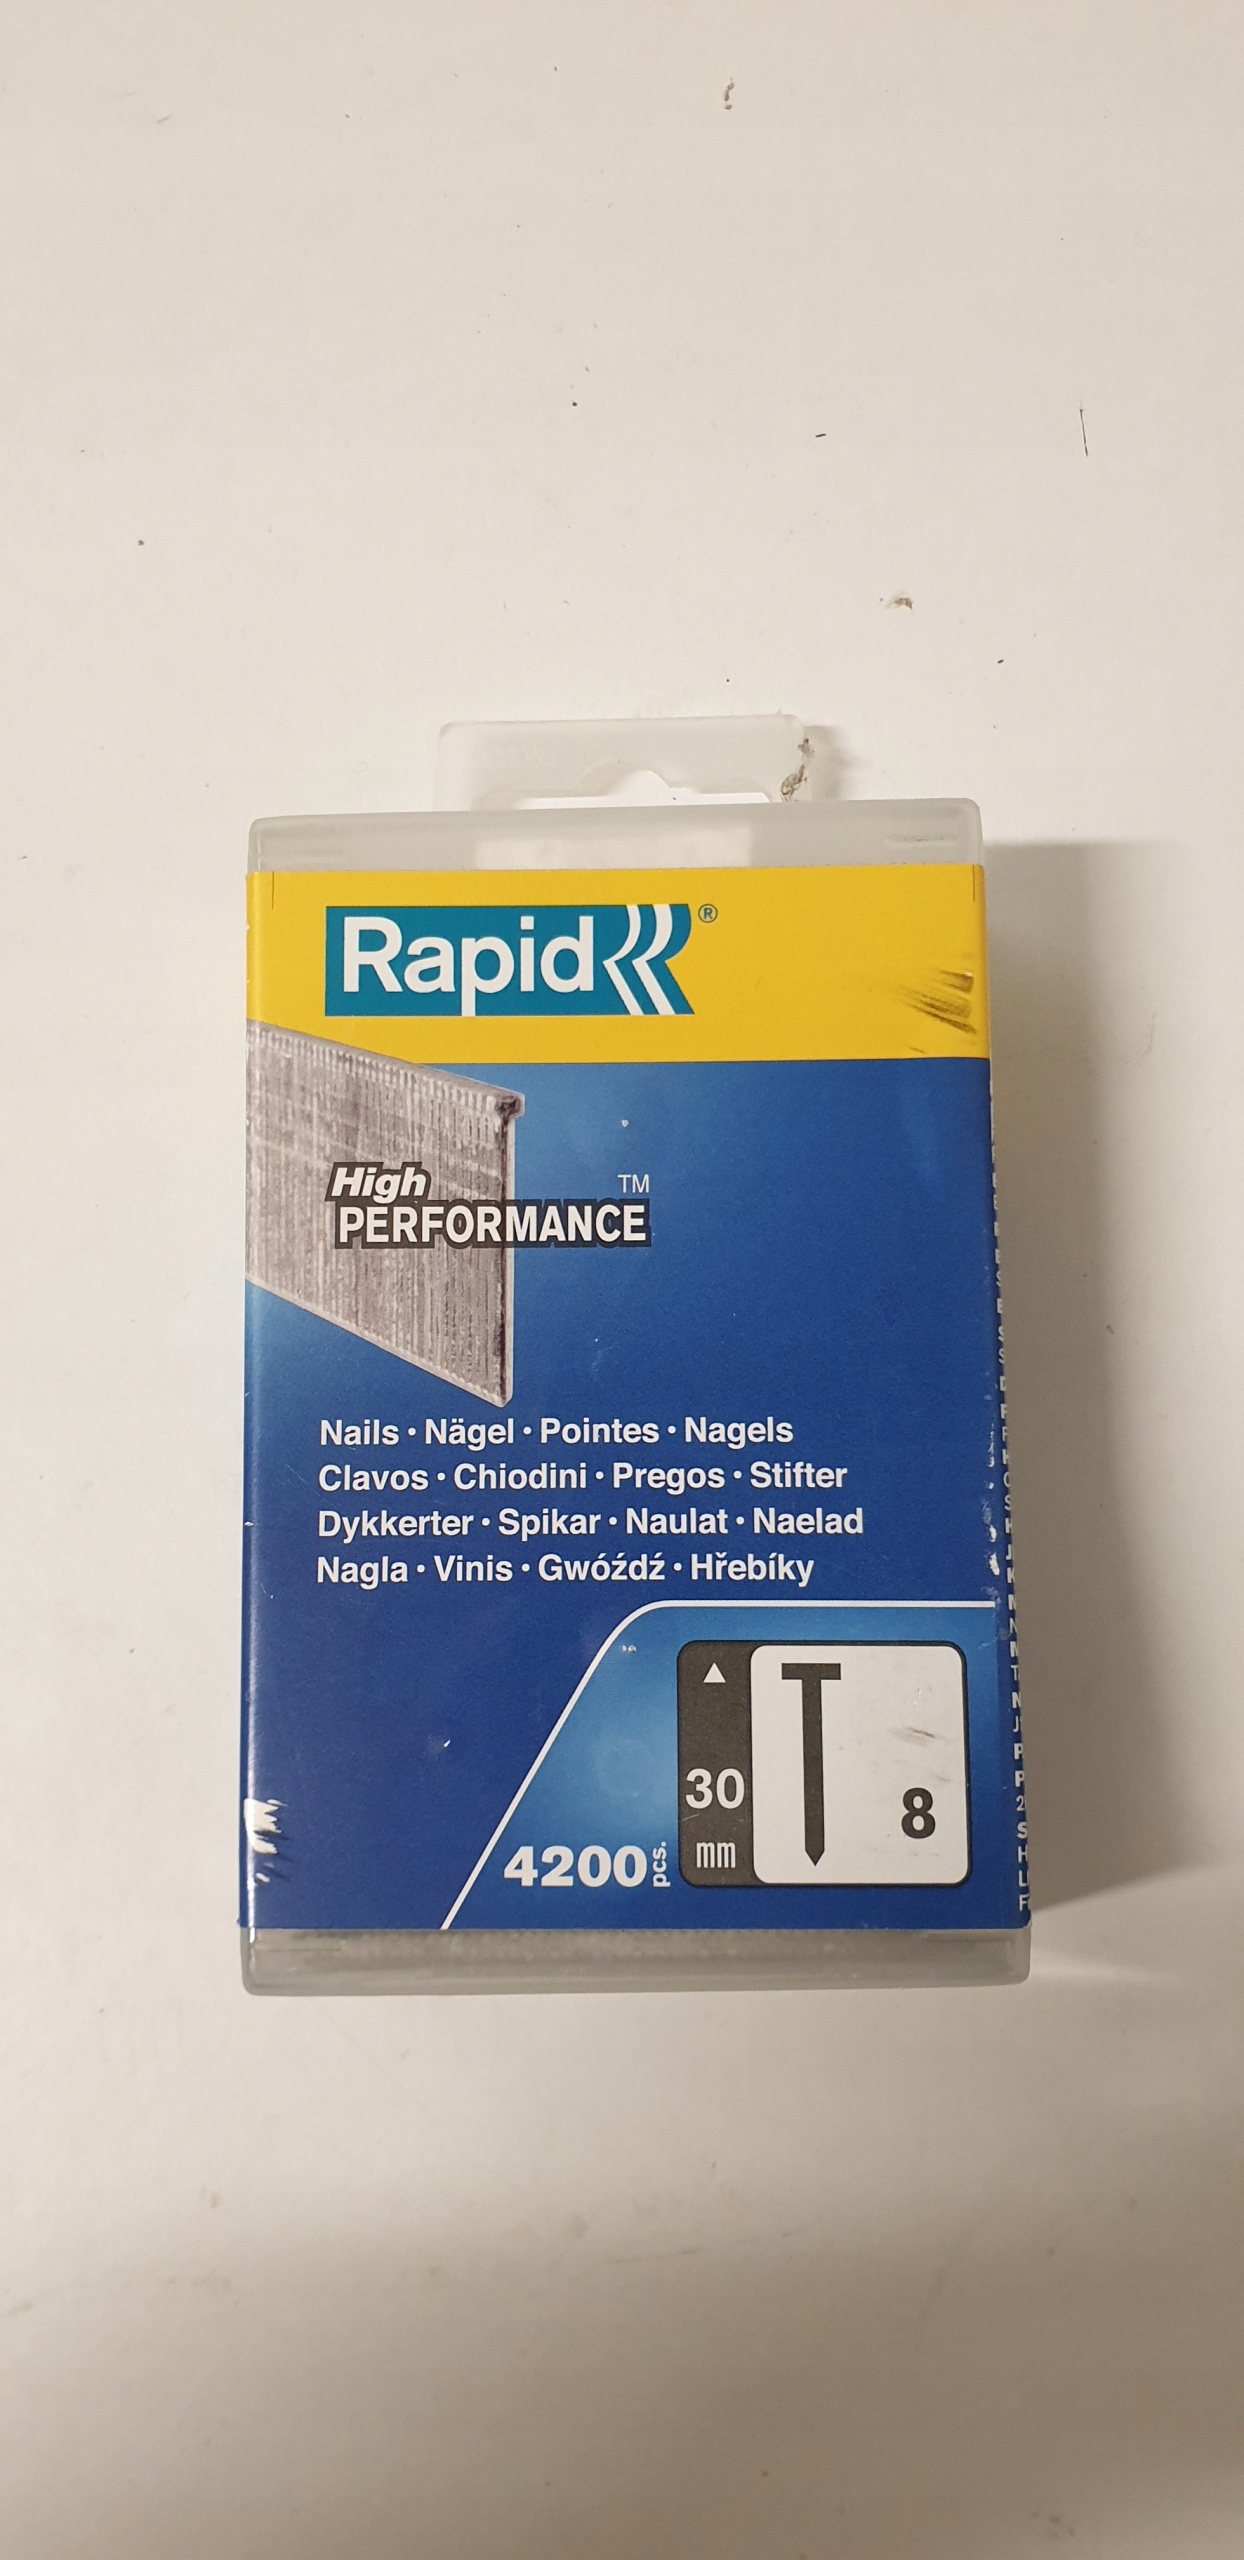 Rapid®
High
PERFORMANCE™
Nails • Nägel • Pointes • Nagels
Clavos • Chiodini • Pregos • Stifter
Dykkerter • Spikar • Naulat • Naelad
Nagla • Vinis • Gwóźdź • Hřebíky
30
mm
8
4200 pcs.